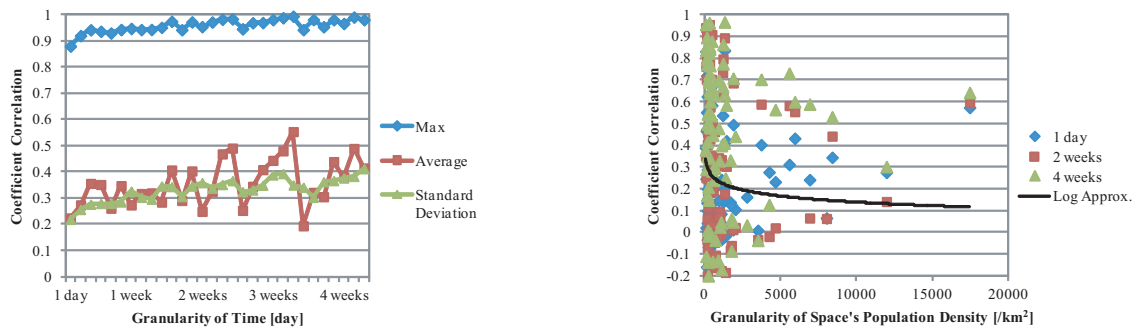 1
0.9
0.8
0.7
0.6
0.5
0.4
0.3
0.2
0.1
0
Coefficient Correlation
1 day 1 week 2 weeks 3 weeks 4 weeks
Granularity of Time [day]
Max
Average
Standard
Deviation
1
0.9
0.8
0.7
0.6
0.5
0.4
0.3
0.2
0.1
0
-0.1
-0.2
Coefficient Correlation
0 5000 10000 15000 20000
Granularity of Space's Population Density [/km²]
1 day
2 weeks
4 weeks
Log Approx.